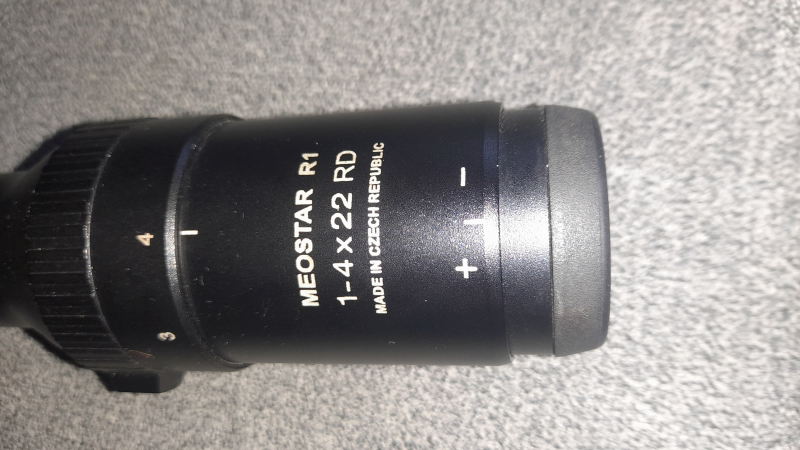 MEOSTAR R1
1-4 x 22 RD
MADE IN CZECH REPUBLIC
+ -
4
3